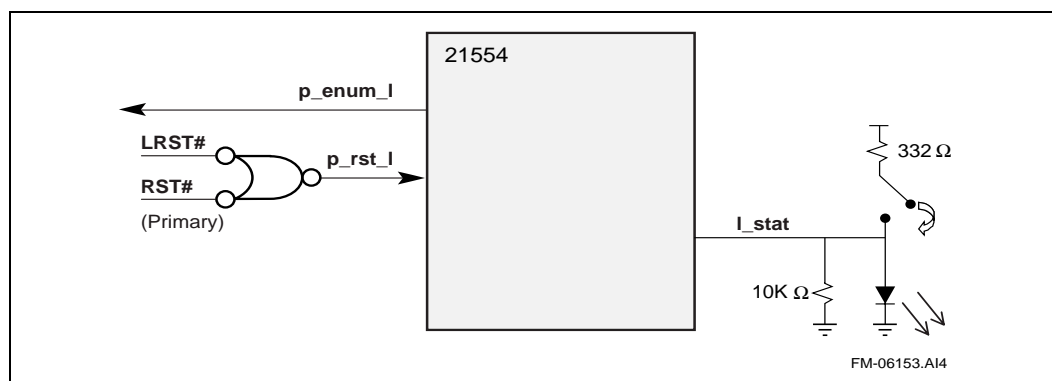 21554
p_enum_l
LRST#
p_rst_l
RST#
(Primary)
332 Ω
l_stat
10K Ω
FM-06153.AI4